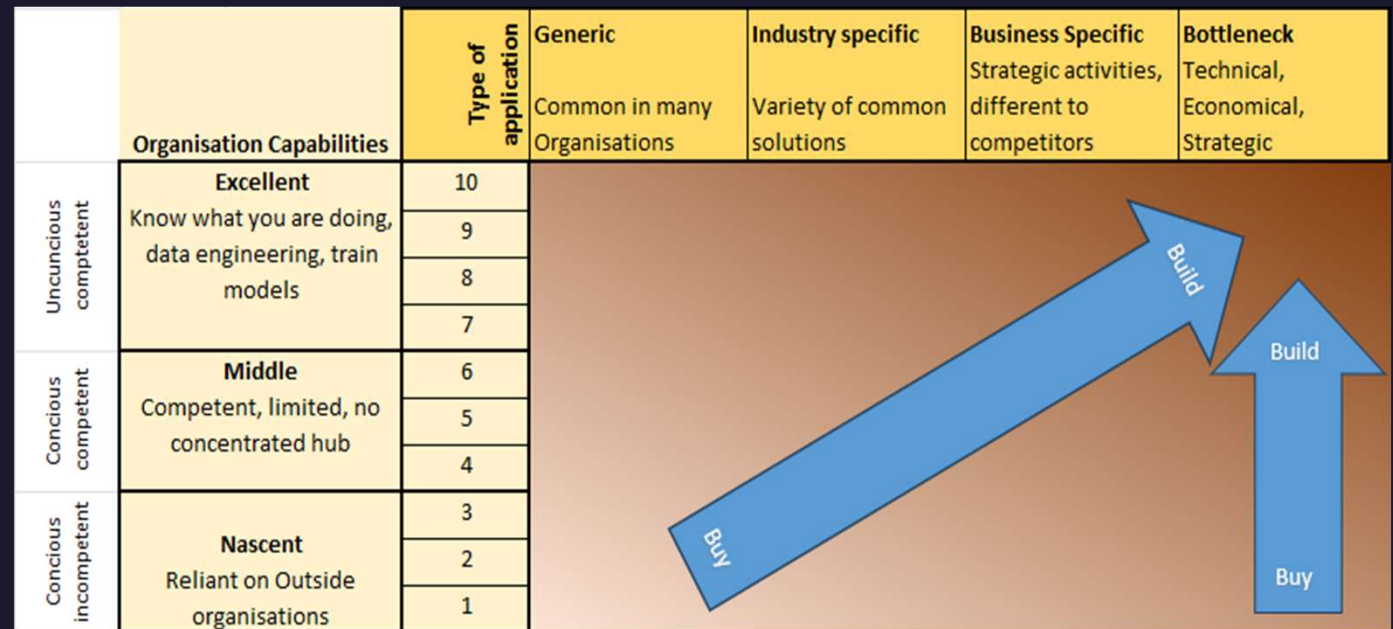 Organisation Capabilities
Type of
application
Generic
Common in many
Organisations
Industry specific
Variety of common
solutions
Business Specific
Strategic activities,
different to
competitors
Bottleneck
Technical,
Economical,
Strategic
Uncuncious
comptetent
Excellent
Know what you are doing,
data engineering, train
models
10
9
8
7
Concious
competent
Middle
Competent, limited, no
concentrated hub
6
5
4
Concious
incompetent
Nascent
Reliant on Outside
organisations
3
2
1
Build
Buy
Build
Buy